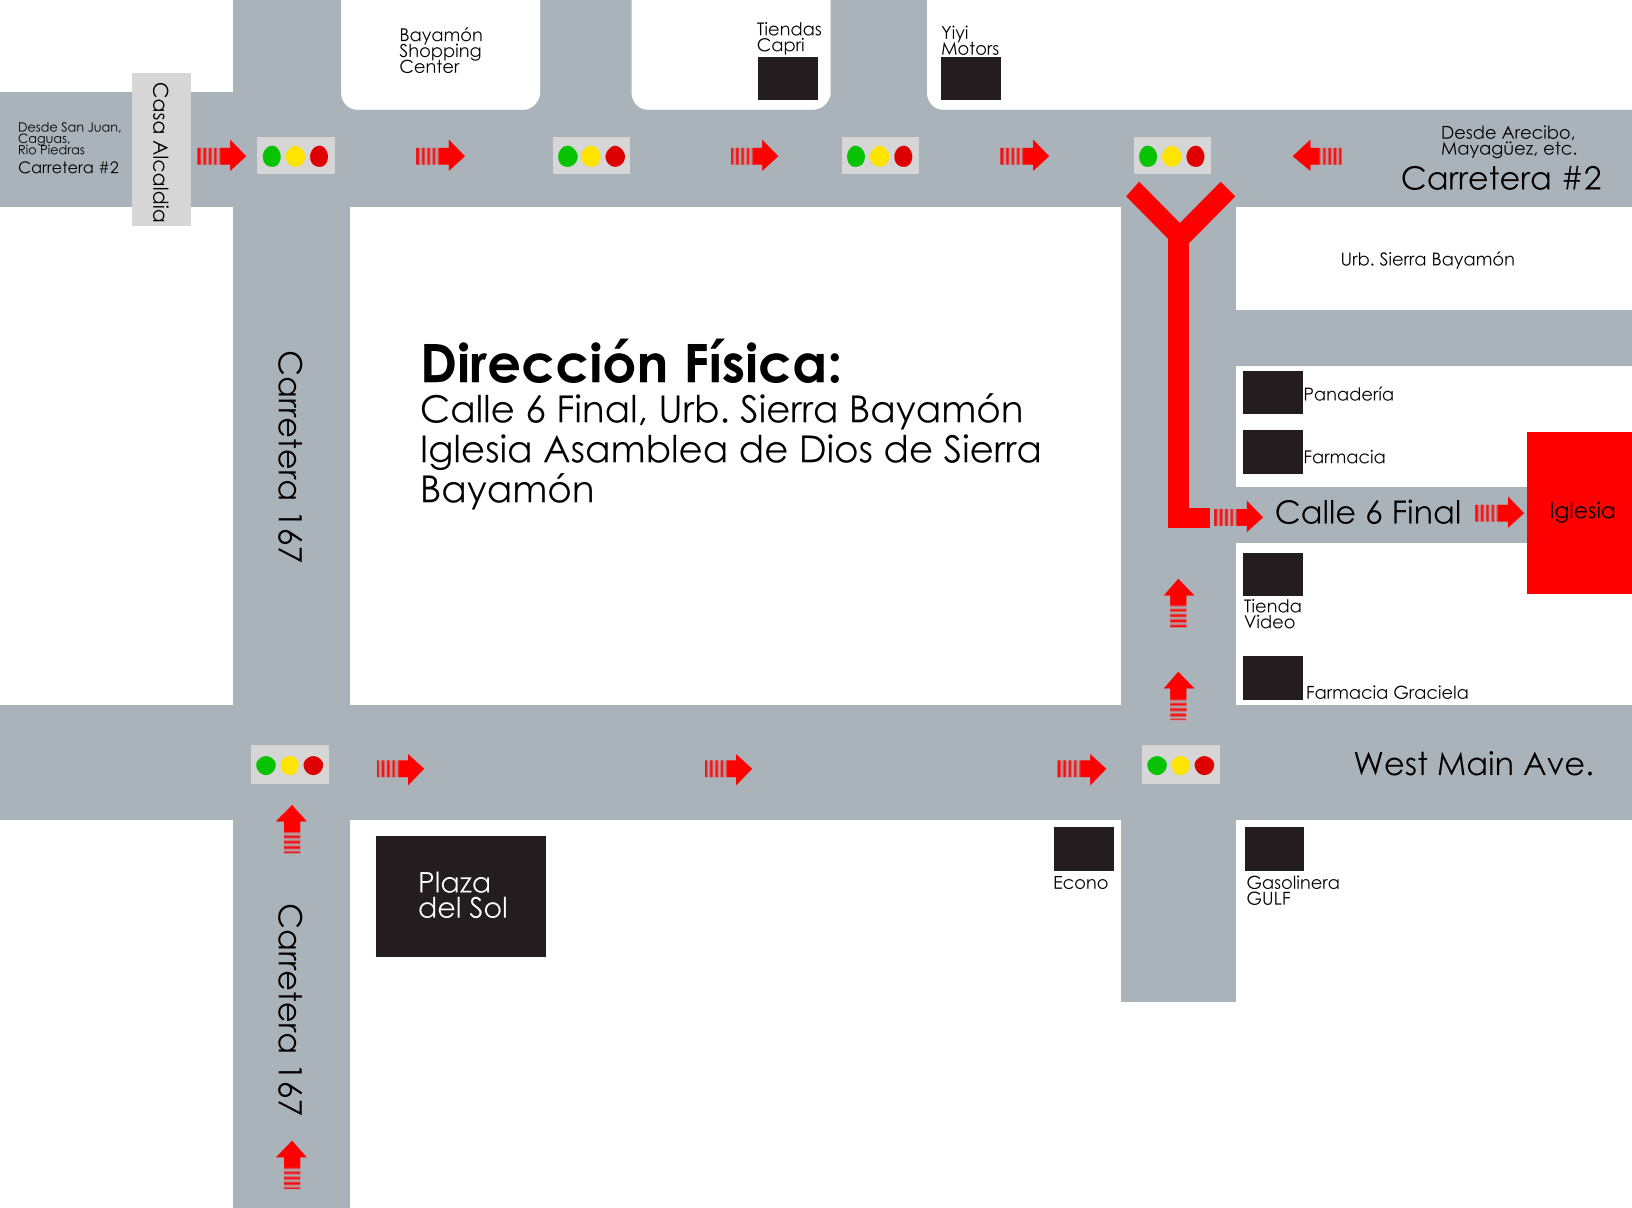 Bayamón
Shopping
Center
Tiendas
Capri
Yiyi
Motors
Desde San Juan,
Caguas,
Rio Piedras
Carretera #2
Casa Alcaldia
Desde Arecibo,
Mayagüez, etc.
Carretera #2
Urb. Sierra Bayamón
Carretera 167
Dirección Física:
Calle 6 Final, Urb. Sierra Bayamón
Iglesia Asamblea de Dios de Sierra
Bayamón
Panadería
Farmacia
Calle 6 Final
Iglesia
Tienda
Video
Farmacia Graciela
West Main Ave.
Plaza
del Sol
Econo
Gasolinera
GULF
Carretera 167